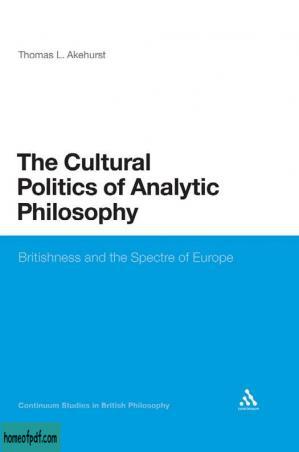 Thomas L. Akehurst
The Cultural
Politics of Analytic
Philosophy
Britishness and the Spectre of Europe
Continuum Studies in British Philosophy
continuum
homeofpdf.com